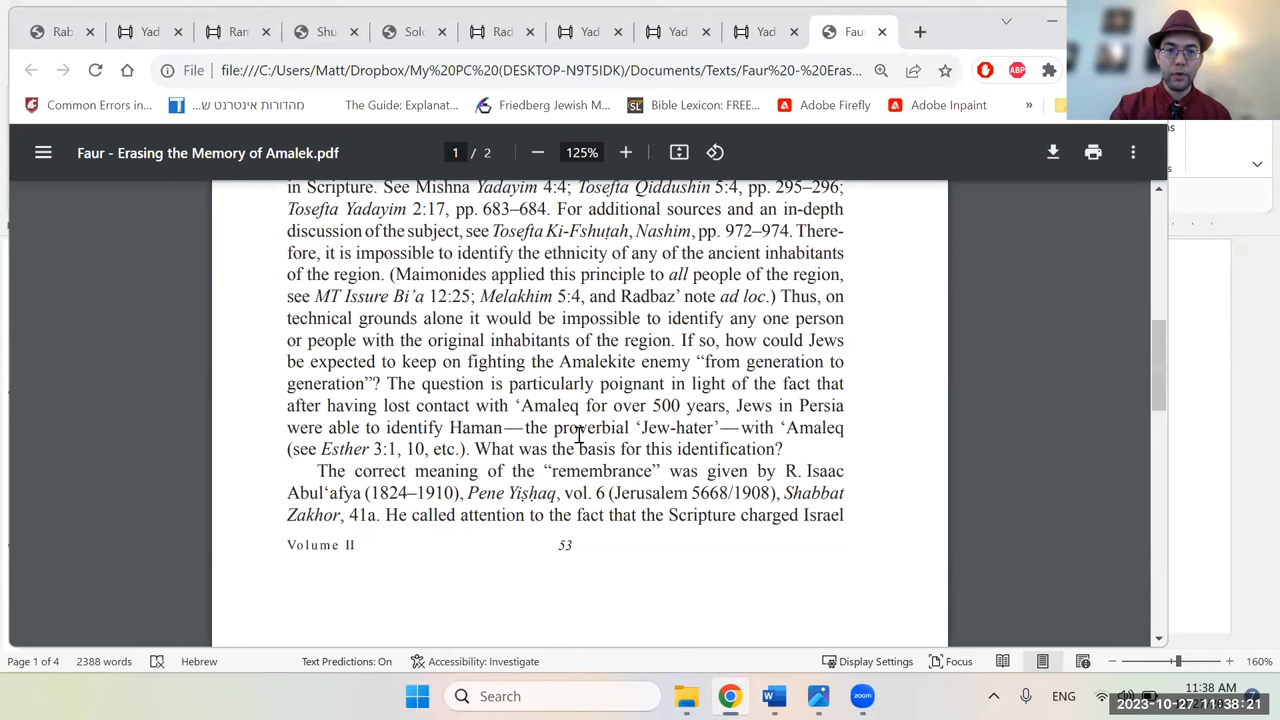 Rab
Yad
Ran
Shu
Solo
Rad
Yad
Yad
Yad
Fau
File
file:///C:/Users/Matt/Dropbox/My%20PC%20(DESKTOP-N9T5IDK)/Documents/Texts/Faur%20-%20Eras...
ABP
Common Errors in...
מהדורות אינטרנט ש...
The Guide: Explanat...
Friedberg Jewish M...
SL
Bible Lexicon: FREE...
Adobe Firefly
Adobe Inpaint
»
Faur - Erasing the Memory of Amalek.pdf
1 / 2
125%
in Scripture. See Mishna Yadayim 4:4; Tosefta Qiddushin 5:4, pp. 295–296;
Tosefta Yadayim 2:17, pp. 683–684. For additional sources and an in-depth
discussion of the subject, see Tosefta Ki-Fshuṭah, Nashim, pp. 972–974. There-
fore, it is impossible to identify the ethnicity of any of the ancient inhabitants
of the region. (Maimonides applied this principle to all people of the region,
see MT Issure Bi’a 12:25; Melakhim 5:4, and Radbaz’ note ad loc.) Thus, on
technical grounds alone it would be impossible to identify any one person
or people with the original inhabitants of the region. If so, how could Jews
be expected to keep on fighting the Amalekite enemy “from generation to
generation”? The question is particularly poignant in light of the fact that
after having lost contact with ‘Amaleq for over 500 years, Jews in Persia
were able to identify Haman—the proverbial ‘Jew-hater’—with ‘Amaleq
(see Esther 3:1, 10, etc.). What was the basis for this identification?
The correct meaning of the “remembrance” was given by R. Isaac
Abul‘afya (1824–1910), Pene Yiṣḥaq, vol. 6 (Jerusalem 5668/1908), Shabbat
Zakhor, 41a. He called attention to the fact that the Scripture charged Israel
Volume II
53
Page 1 of 4
2388 words
Hebrew
Text Predictions: On
Accessibility: Investigate
Display Settings
Focus
160%
Search
ENG
11:38 AM
2023-10-27 11:38:21